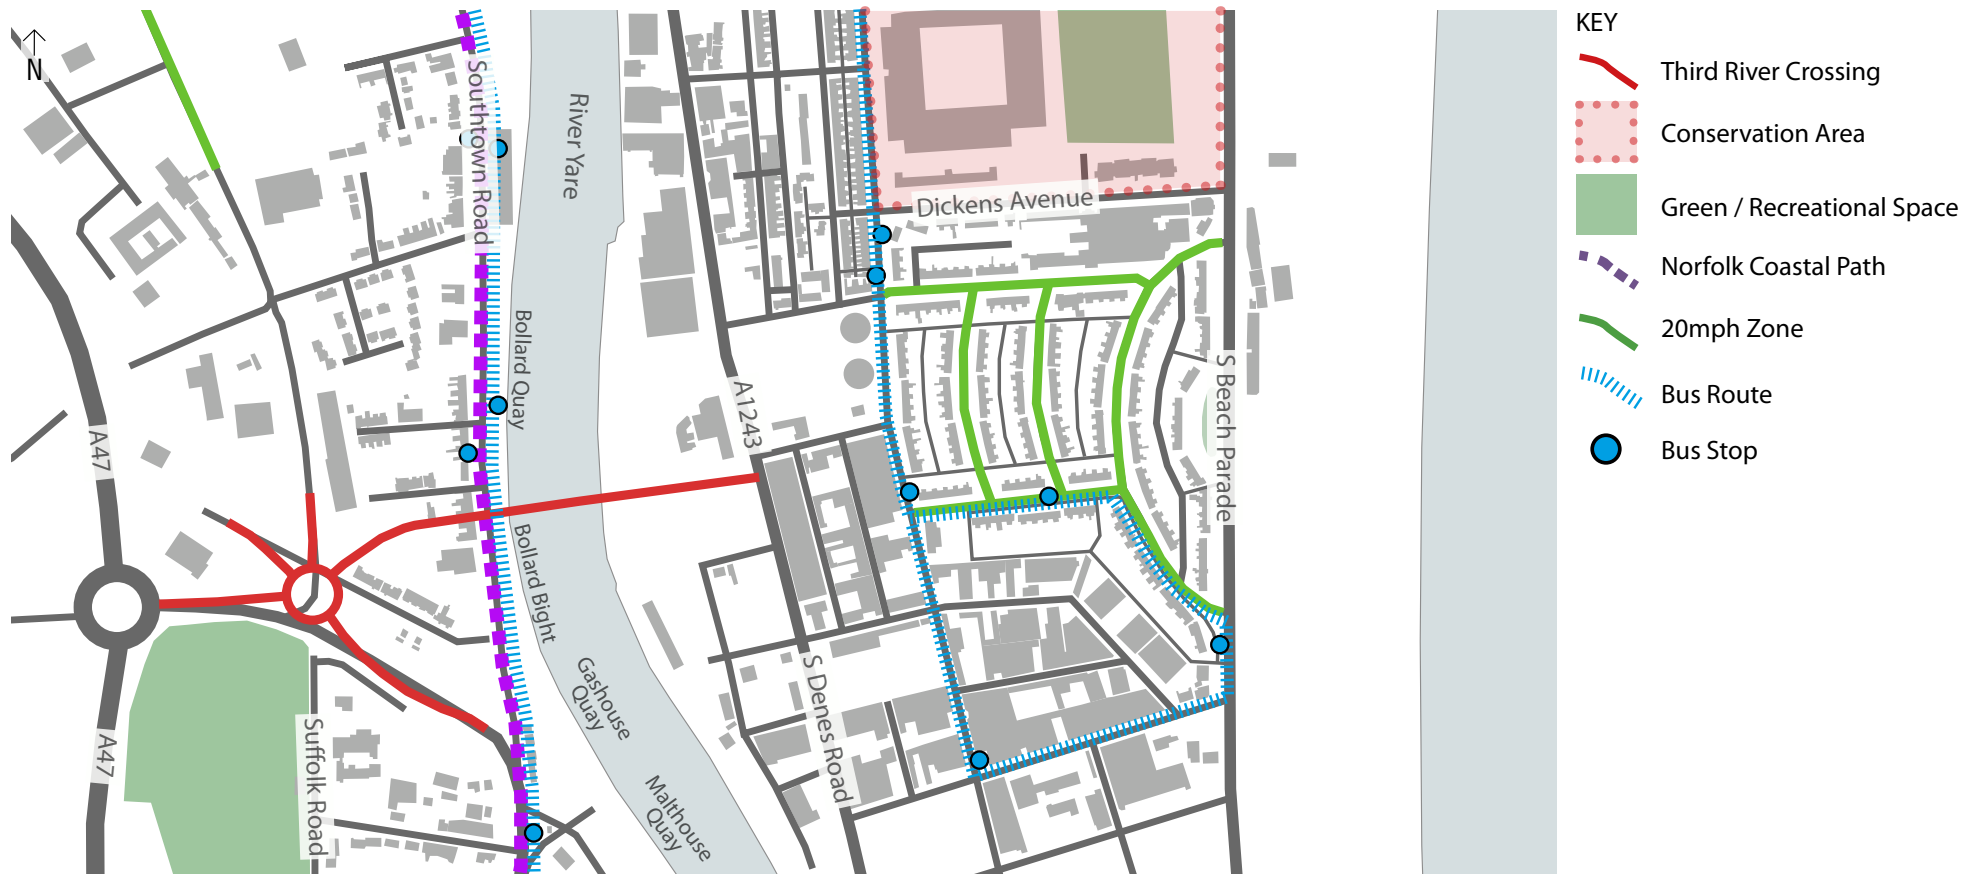 N
Southtown Road
River Yare
Dickens Avenue
Bollard Quay
A1243
S Beach Parade
A47
Bollard Bight
Gashouse
Quay
S Denes Road
A47
Suffolk Road
Malthouse
Quay
KEY
Third River Crossing
Conservation Area
Green / Recreational Space
Norfolk Coastal Path
20mph Zone
Bus Route
Bus Stop